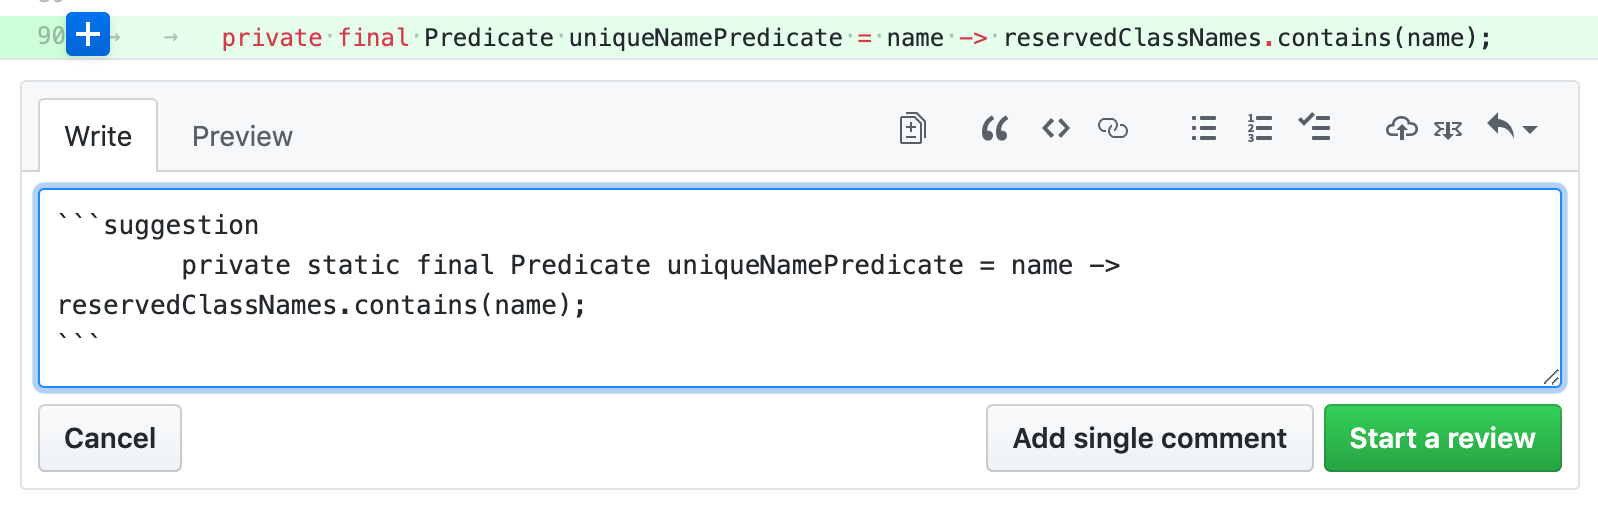 90 → → private·final·Predicate·uniqueNamePredicate·=·name·->·reservedClassNames.contains(name);
Write Preview
```suggestion
private static final Predicate uniqueNamePredicate = name ->
reservedClassNames.contains(name);
```
Cancel Add single comment Start a review